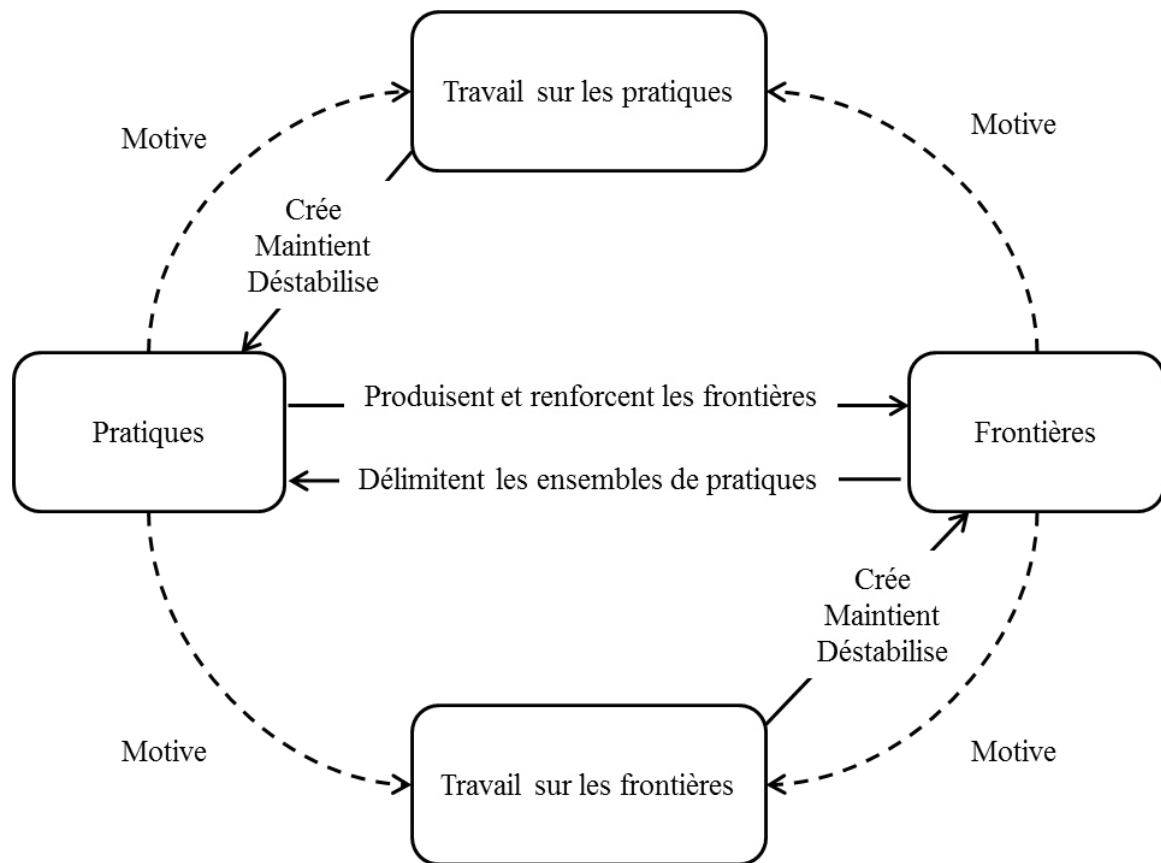 Travail sur les pratiques
Motive
Motive
Crée
Maintient
Déstabilise
Produisent et renforcent les frontières
Pratiques
Frontières
Délimitent les ensembles de pratiques
Crée
Maintient
Déstabilise
Motive
Motive
Travail sur les frontières